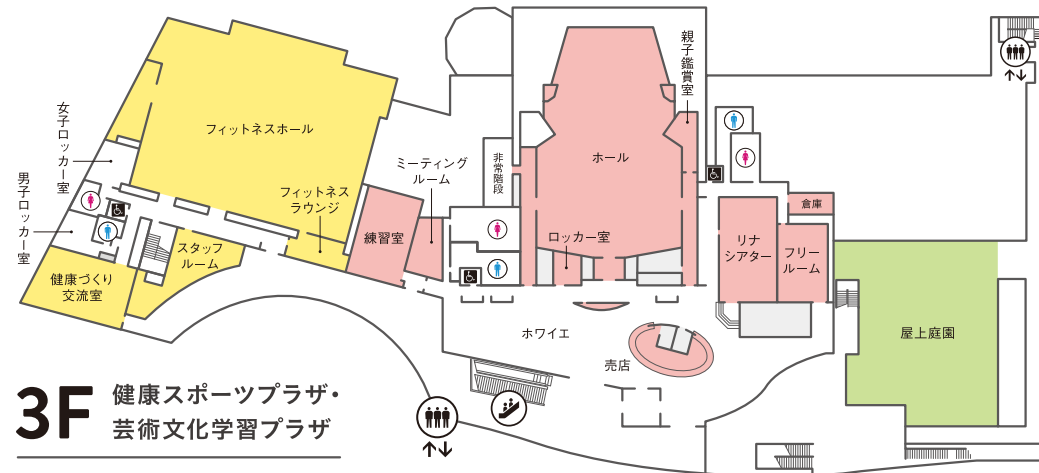 親子鑑賞室
フィットネスホール
女子ロッカー室
男子ロッカー室
非常階段
ミーティング
ルーム
ホール
フィットネス
ラウンジ
練習室
倉庫
スタッフ
ルーム
ロッカー室
リナ
シアター
フリー
ルーム
健康づくり
交流室
ホワイエ
屋上庭園
売店
3F 健康スポーツプラザ・
芸術文化学習プラザ